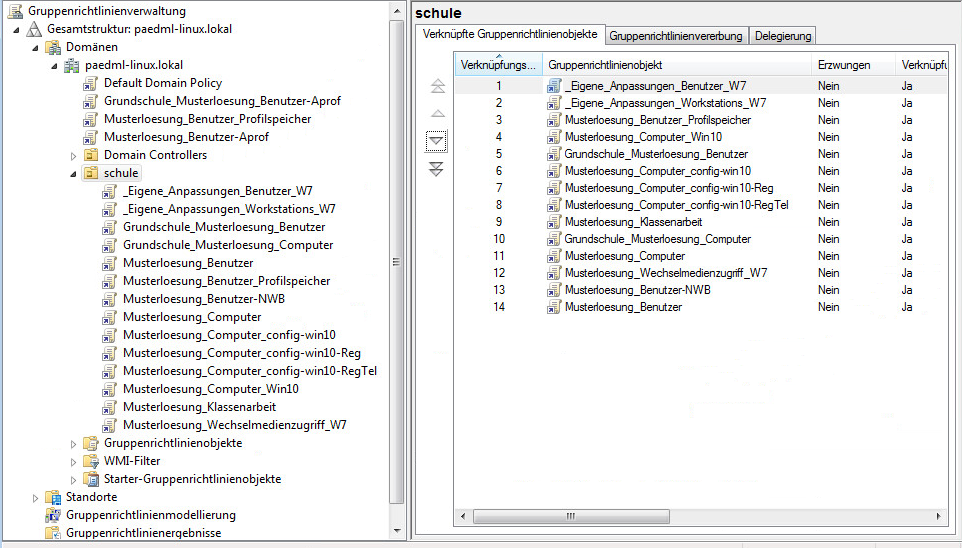 Gruppenrichtlinienverwaltung
Gesamtstruktur: paedml-linux.lokal
Domänen
paedml-linux.lokal
Default Domain Policy
Grundschule_Musterloesung_Benutzer-Aprof
Musterloesung_Benutzer_Profilspeicher
Musterloesung_Benutzer-Aprof
Domain Controllers
schule
_Eigene_Anpassungen_Benutzer_W7
_Eigene_Anpassungen_Workstations_W7
Grundschule_Musterloesung_Benutzer
Grundschule_Musterloesung_Computer
Musterloesung_Benutzer
Musterloesung_Benutzer_Profilspeicher
Musterloesung_Benutzer-NWB
Musterloesung_Computer
Musterloesung_Computer_config-win10
Musterloesung_Computer_config-win10-Reg
Musterloesung_Computer_config-win10-RegTel
Musterloesung_Computer_Win10
Musterloesung_Klassenarbeit
Musterloesung_Wechselmedienzugriff_W7
Gruppenrichtlinienobjekte
WMI-Filter
Starter-Gruppenrichtlinienobjekte
Standorte
Gruppenrichtlinienmodellierung
Gruppenrichtlinienergebnisse
schule
Verknüpfte Gruppenrichtlinienobjekte Gruppenrichtlinienvererbung Delegierung
Verknüpfungs... Gruppenrichtlinienobjekt Erzwungen Verknüpfu
1 _Eigene_Anpassungen_Benutzer_W7 Nein Ja
2 _Eigene_Anpassungen_Workstations_W7 Nein Ja
3 Musterloesung_Benutzer_Profilspeicher Nein Ja
4 Musterloesung_Computer_Win10 Nein Ja
5 Grundschule_Musterloesung_Benutzer Nein Ja
6 Musterloesung_Computer_config-win10 Nein Ja
7 Musterloesung_Computer_config-win10-Reg Nein Ja
8 Musterloesung_Computer_config-win10-RegTel Nein Ja
9 Musterloesung_Klassenarbeit Nein Ja
10 Grundschule_Musterloesung_Computer Nein Ja
11 Musterloesung_Computer Nein Ja
12 Musterloesung_Wechselmedienzugriff_W7 Nein Ja
13 Musterloesung_Benutzer-NWB Nein Ja
14 Musterloesung_Benutzer Nein Ja